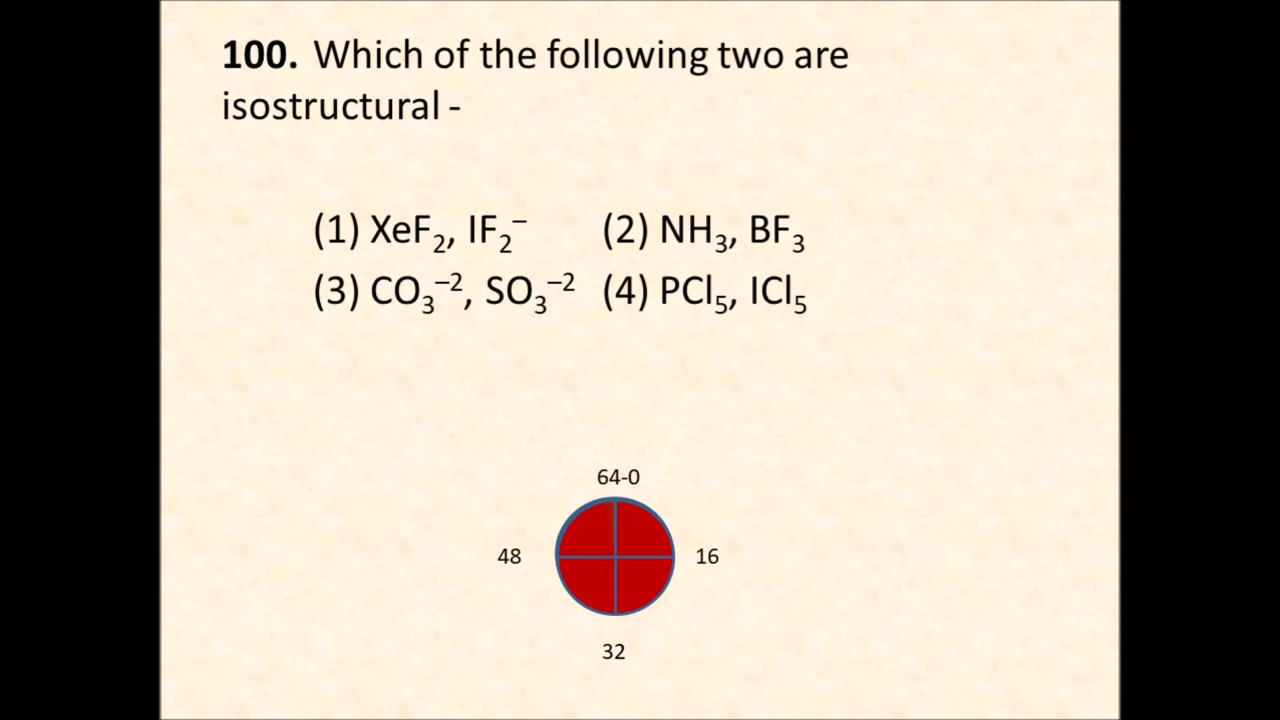 100. Which of the following two are
isostructural -
(1) XeF₂, IF₂⁻ (2) NH₃, BF₃
(3) CO₃⁻², SO₃⁻² (4) PCl₅, ICl₅
64-0
48 16
32